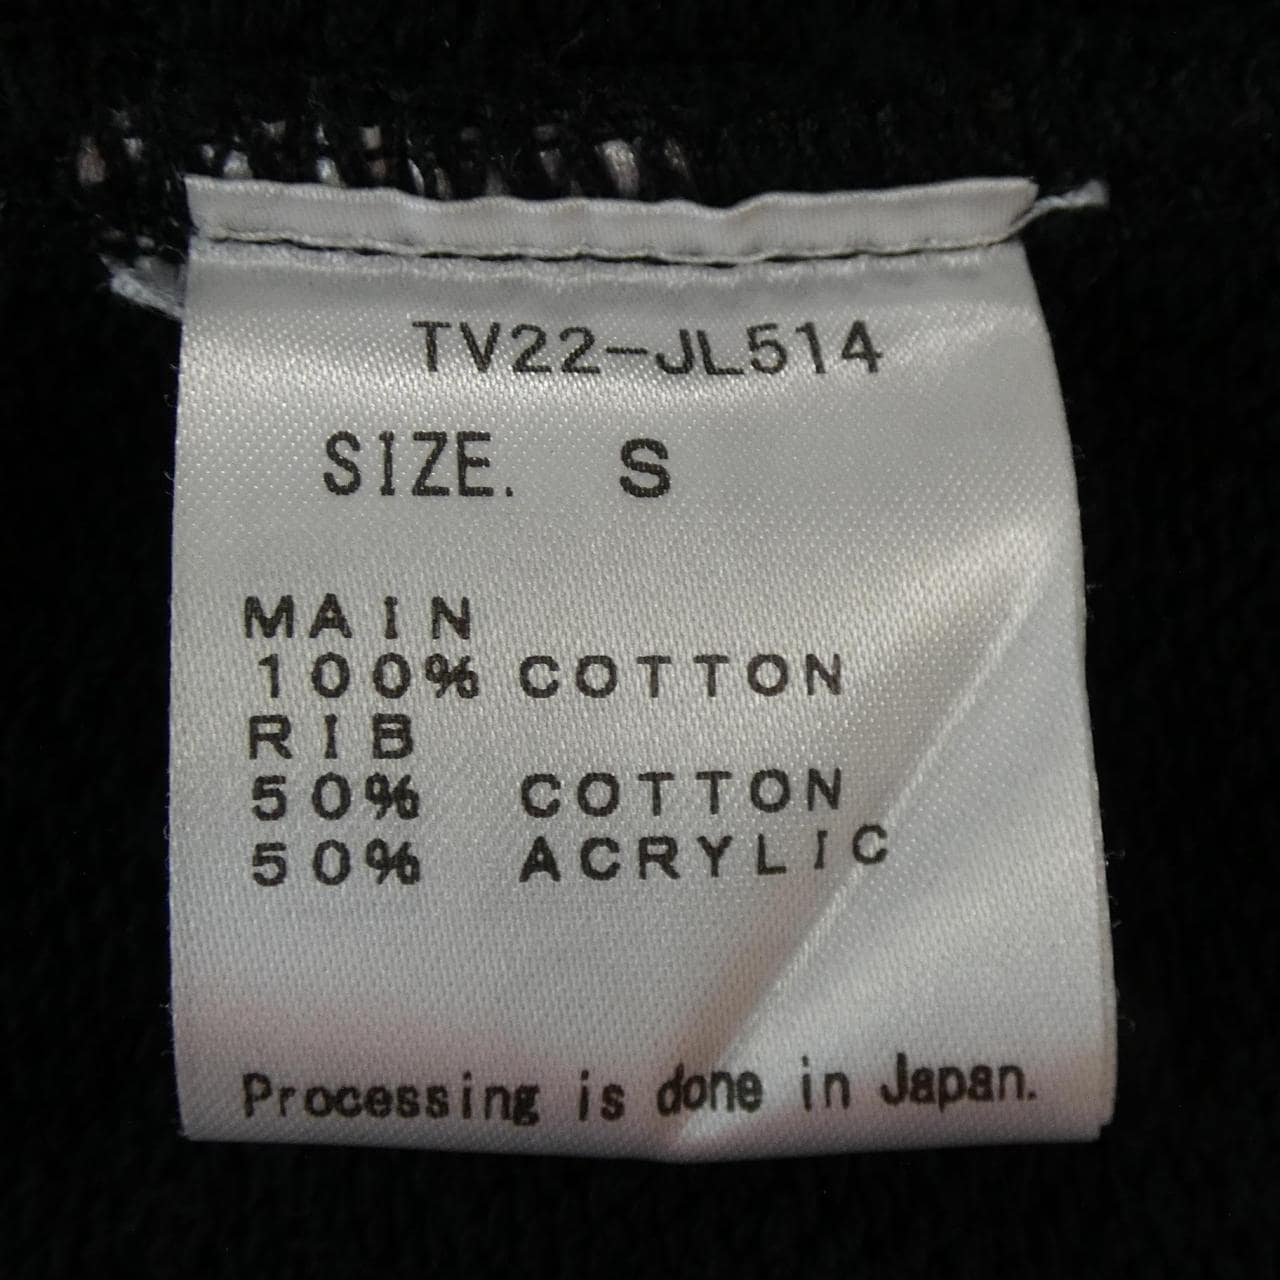 TV22-JL514
SIZE. S
MAIN
100% COTTON
RIB
50% COTTON
50% ACRYLIC
Processing is done in Japan.